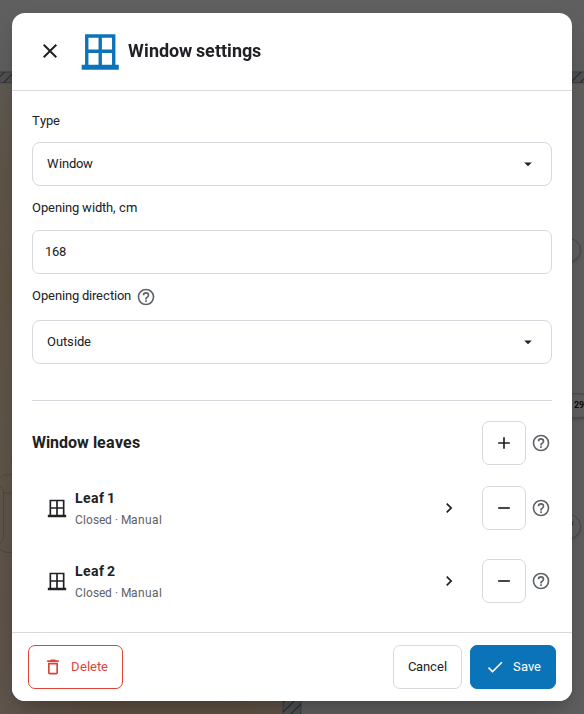 Window settings
Type
Window
Opening width, cm
168
Opening direction
Outside
29
Window leaves
Leaf 1
Closed · Manual
Leaf 2
Closed · Manual
Delete
Cancel
Save